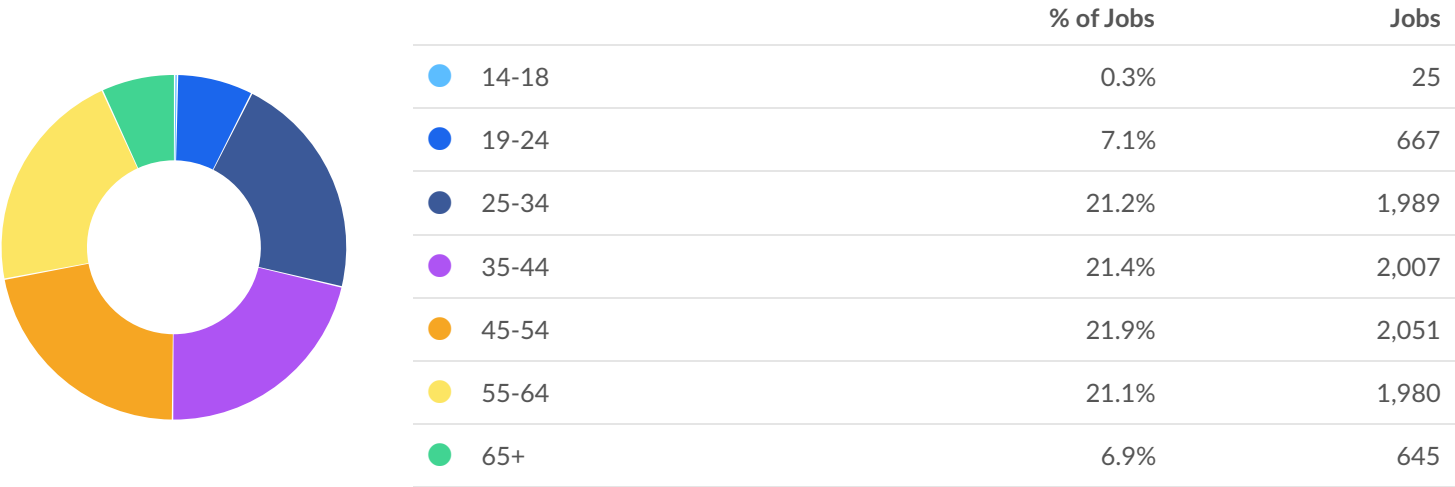 % of Jobs Jobs
14-18 0.3% 25
19-24 7.1% 667
25-34 21.2% 1,989
35-44 21.4% 2,007
45-54 21.9% 2,051
55-64 21.1% 1,980
65+ 6.9% 645